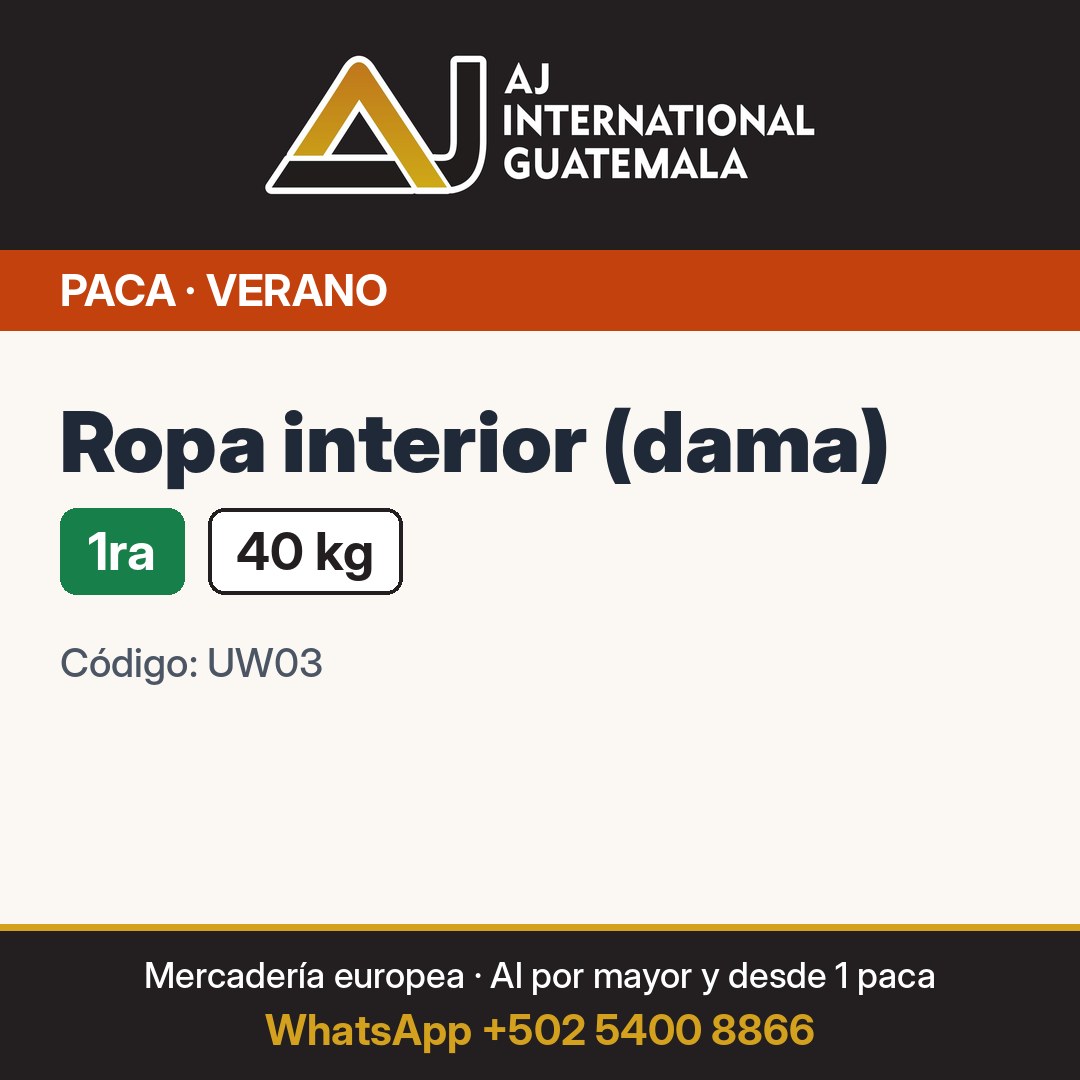 AJ
AJ
INTERNATIONAL
GUATEMALA
PACA · VERANO
Ropa interior (dama)
1ra
40 kg
Código: UW03
Mercadería europea · Al por mayor y desde 1 paca
WhatsApp +502 5400 8866